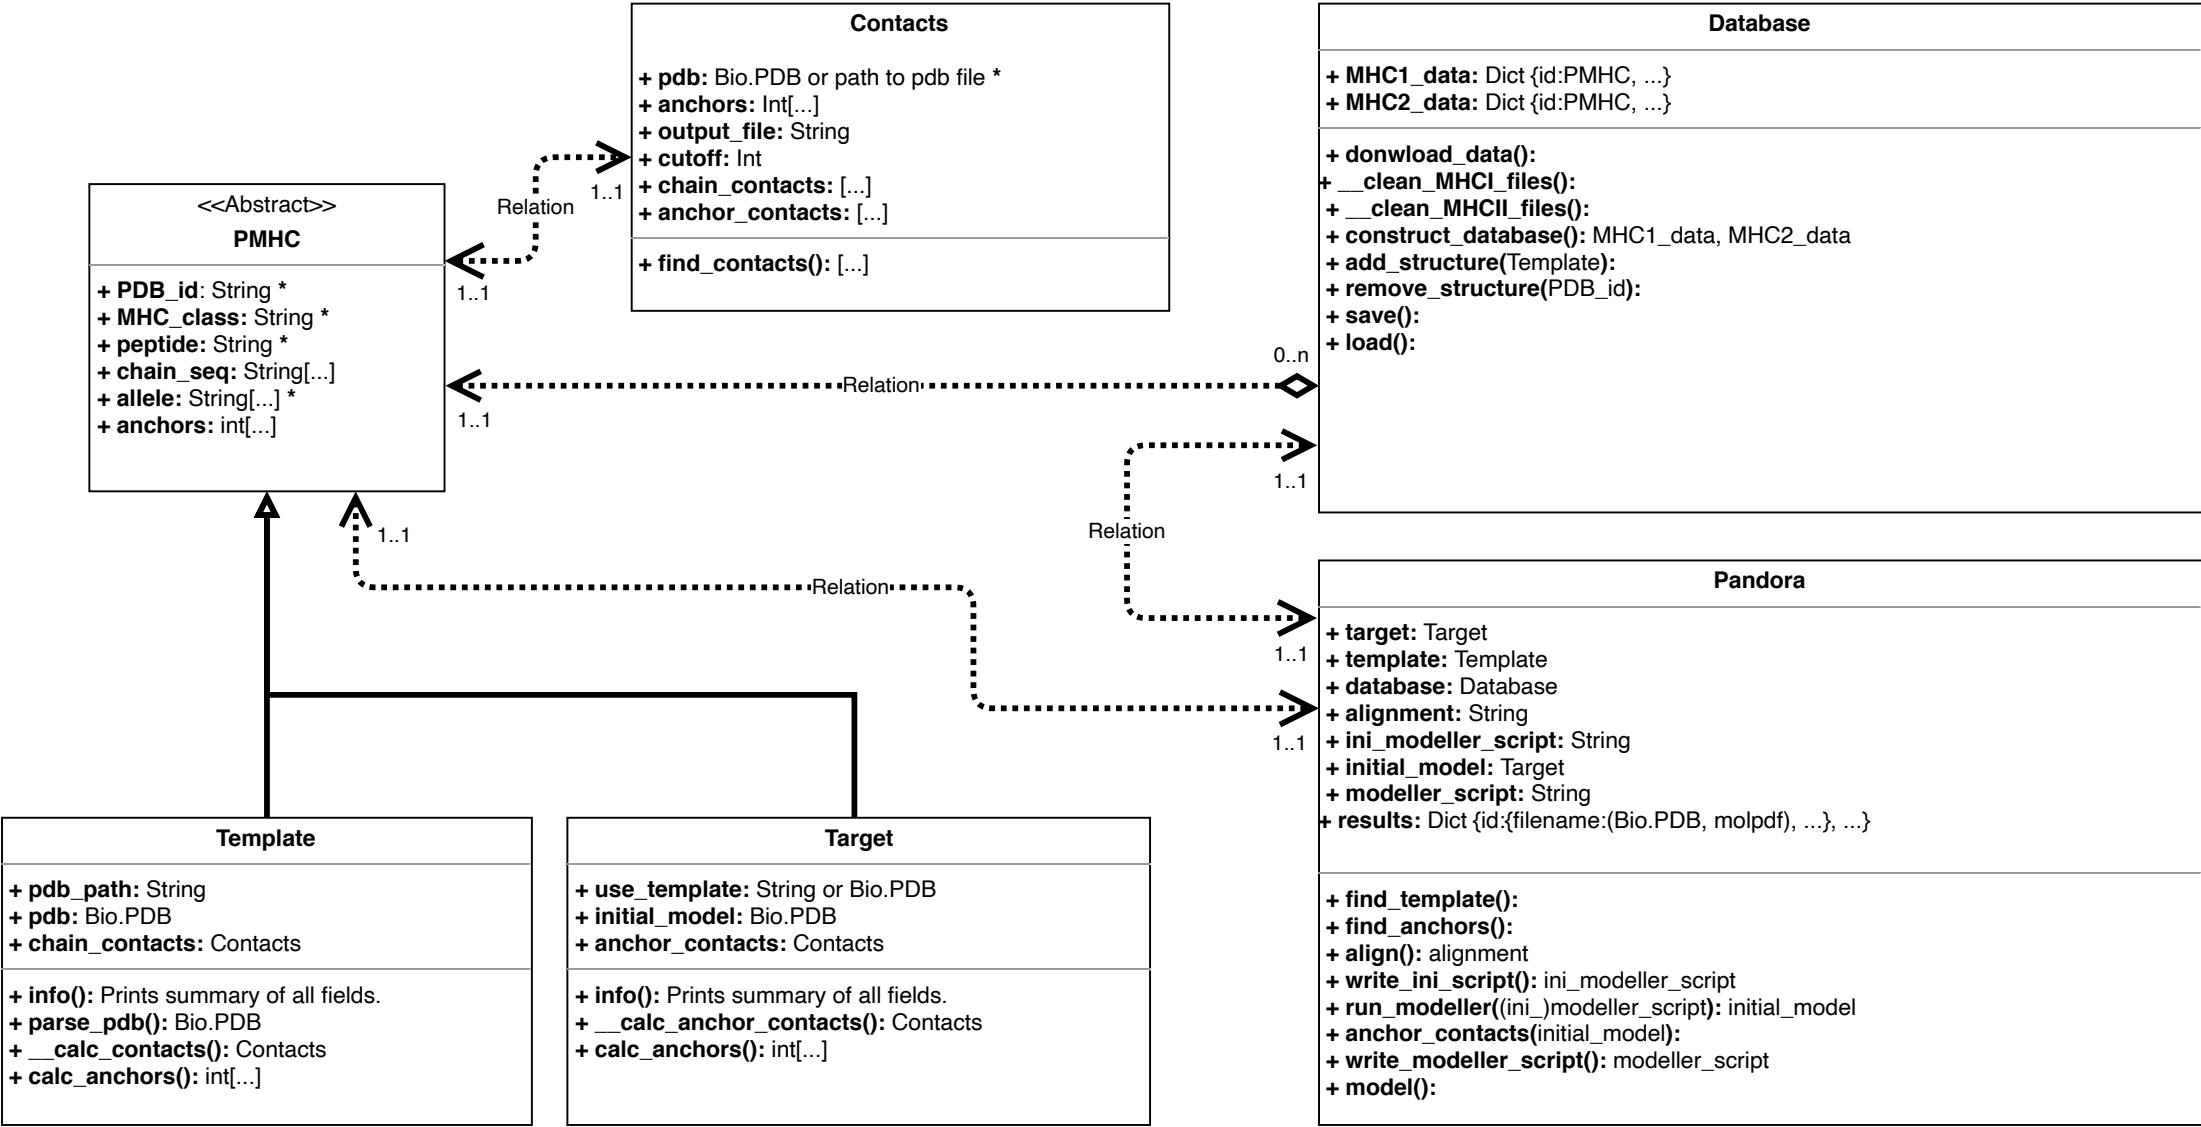 Contacts
+ pdb: Bio.PDB or path to pdb file *
+ anchors: Int[...]
+ output_file: String
+ cutoff: Int
+ chain_contacts: [...]
+ anchor_contacts: [...]
+ find_contacts(): [...]
Database
+ MHC1_data: Dict {id:PMHC, ...}
+ MHC2_data: Dict {id:PMHC, ...}
+ donwload_data():
+ __clean_MHCI_files():
+ __clean_MHCII_files():
+ construct_database(): MHC1_data, MHC2_data
+ add_structure(Template):
+ remove_structure(PDB_id):
+ save():
+ load():
<<Abstract>>
PMHC
+ PDB_id: String *
+ MHC_class: String *
+ peptide: String *
+ chain_seq: String[...]
+ allele: String[...] *
+ anchors: int[...]
1..1
Relation
1..1
0..n
Relation
1..1
1..1
Relation
1..1
1..1
Relation
1..1
Pandora
+ target: Target
+ template: Template
+ database: Database
+ alignment: String
+ ini_modeller_script: String
+ initial_model: Target
+ modeller_script: String
+ results: Dict {id:{filename:(Bio.PDB, molpdf), ...}, ...}
+ find_template():
+ find_anchors():
+ align(): alignment
+ write_ini_script(): ini_modeller_script
+ run_modeller((ini_)modeller_script): initial_model
+ anchor_contacts(initial_model):
+ write_modeller_script(): modeller_script
+ model():
Template
+ pdb_path: String
+ pdb: Bio.PDB
+ chain_contacts: Contacts
+ info(): Prints summary of all fields.
+ parse_pdb(): Bio.PDB
+ __calc_contacts(): Contacts
+ calc_anchors(): int[...]
Target
+ use_template: String or Bio.PDB
+ initial_model: Bio.PDB
+ anchor_contacts: Contacts
+ info(): Prints summary of all fields.
+ __calc_anchor_contacts(): Contacts
+ calc_anchors(): int[...]